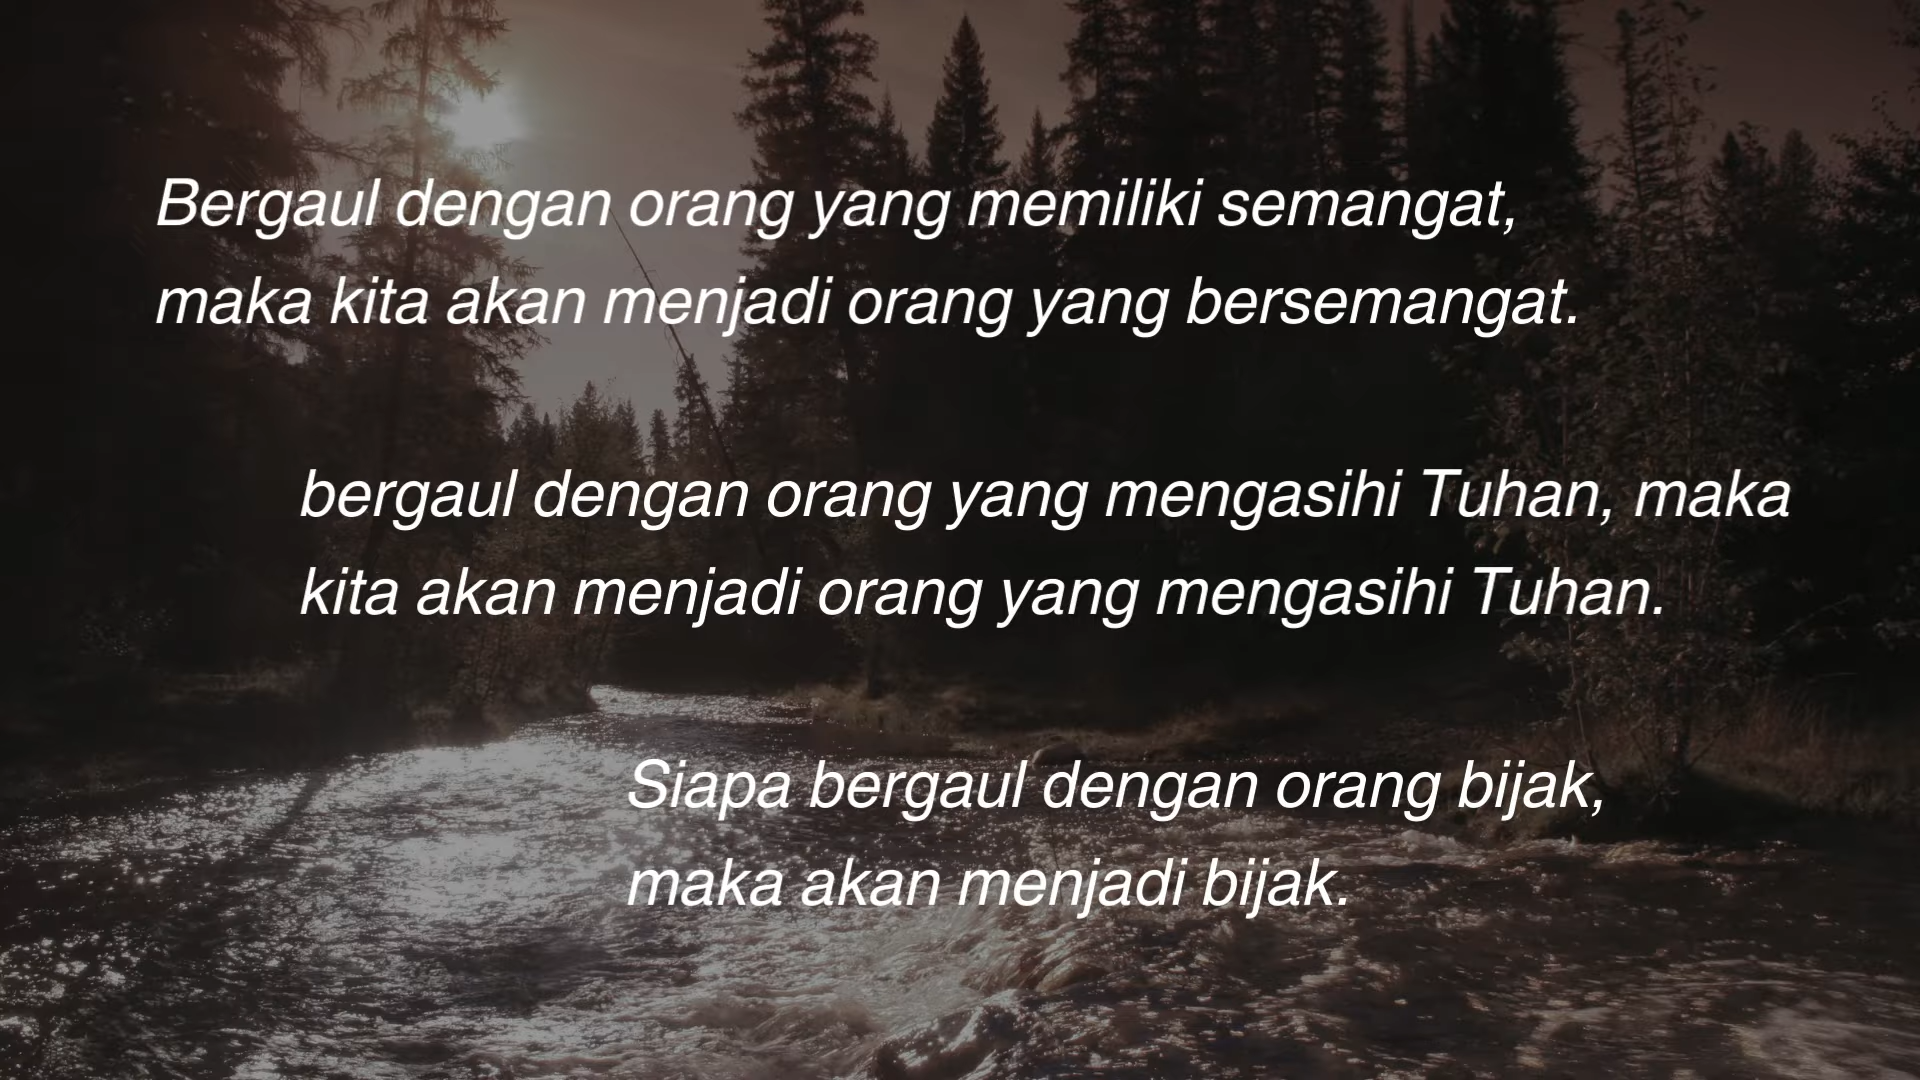 Bergaul dengan orang yang memiliki semangat,
maka kita akan menjadi orang yang bersemangat.
bergaul dengan orang yang mengasihi Tuhan, maka
kita akan menjadi orang yang mengasihi Tuhan.
Siapa bergaul dengan orang bijak,
maka akan menjadi bijak.